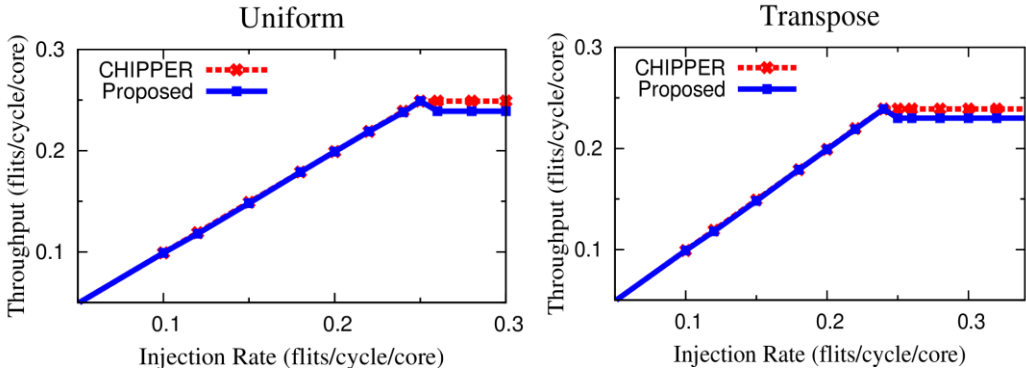 Uniform
Throughput (flits/cycle/core)
0.3
0.2
0.1
CHIPPER
Proposed
0.1
0.2
0.3
Injection Rate (flits/cycle/core)
Transpose
Throughput (flits/cycle/core)
0.3
0.2
0.1
CHIPPER
Proposed
0.1
0.2
0.3
Injection Rate (flits/cycle/core)